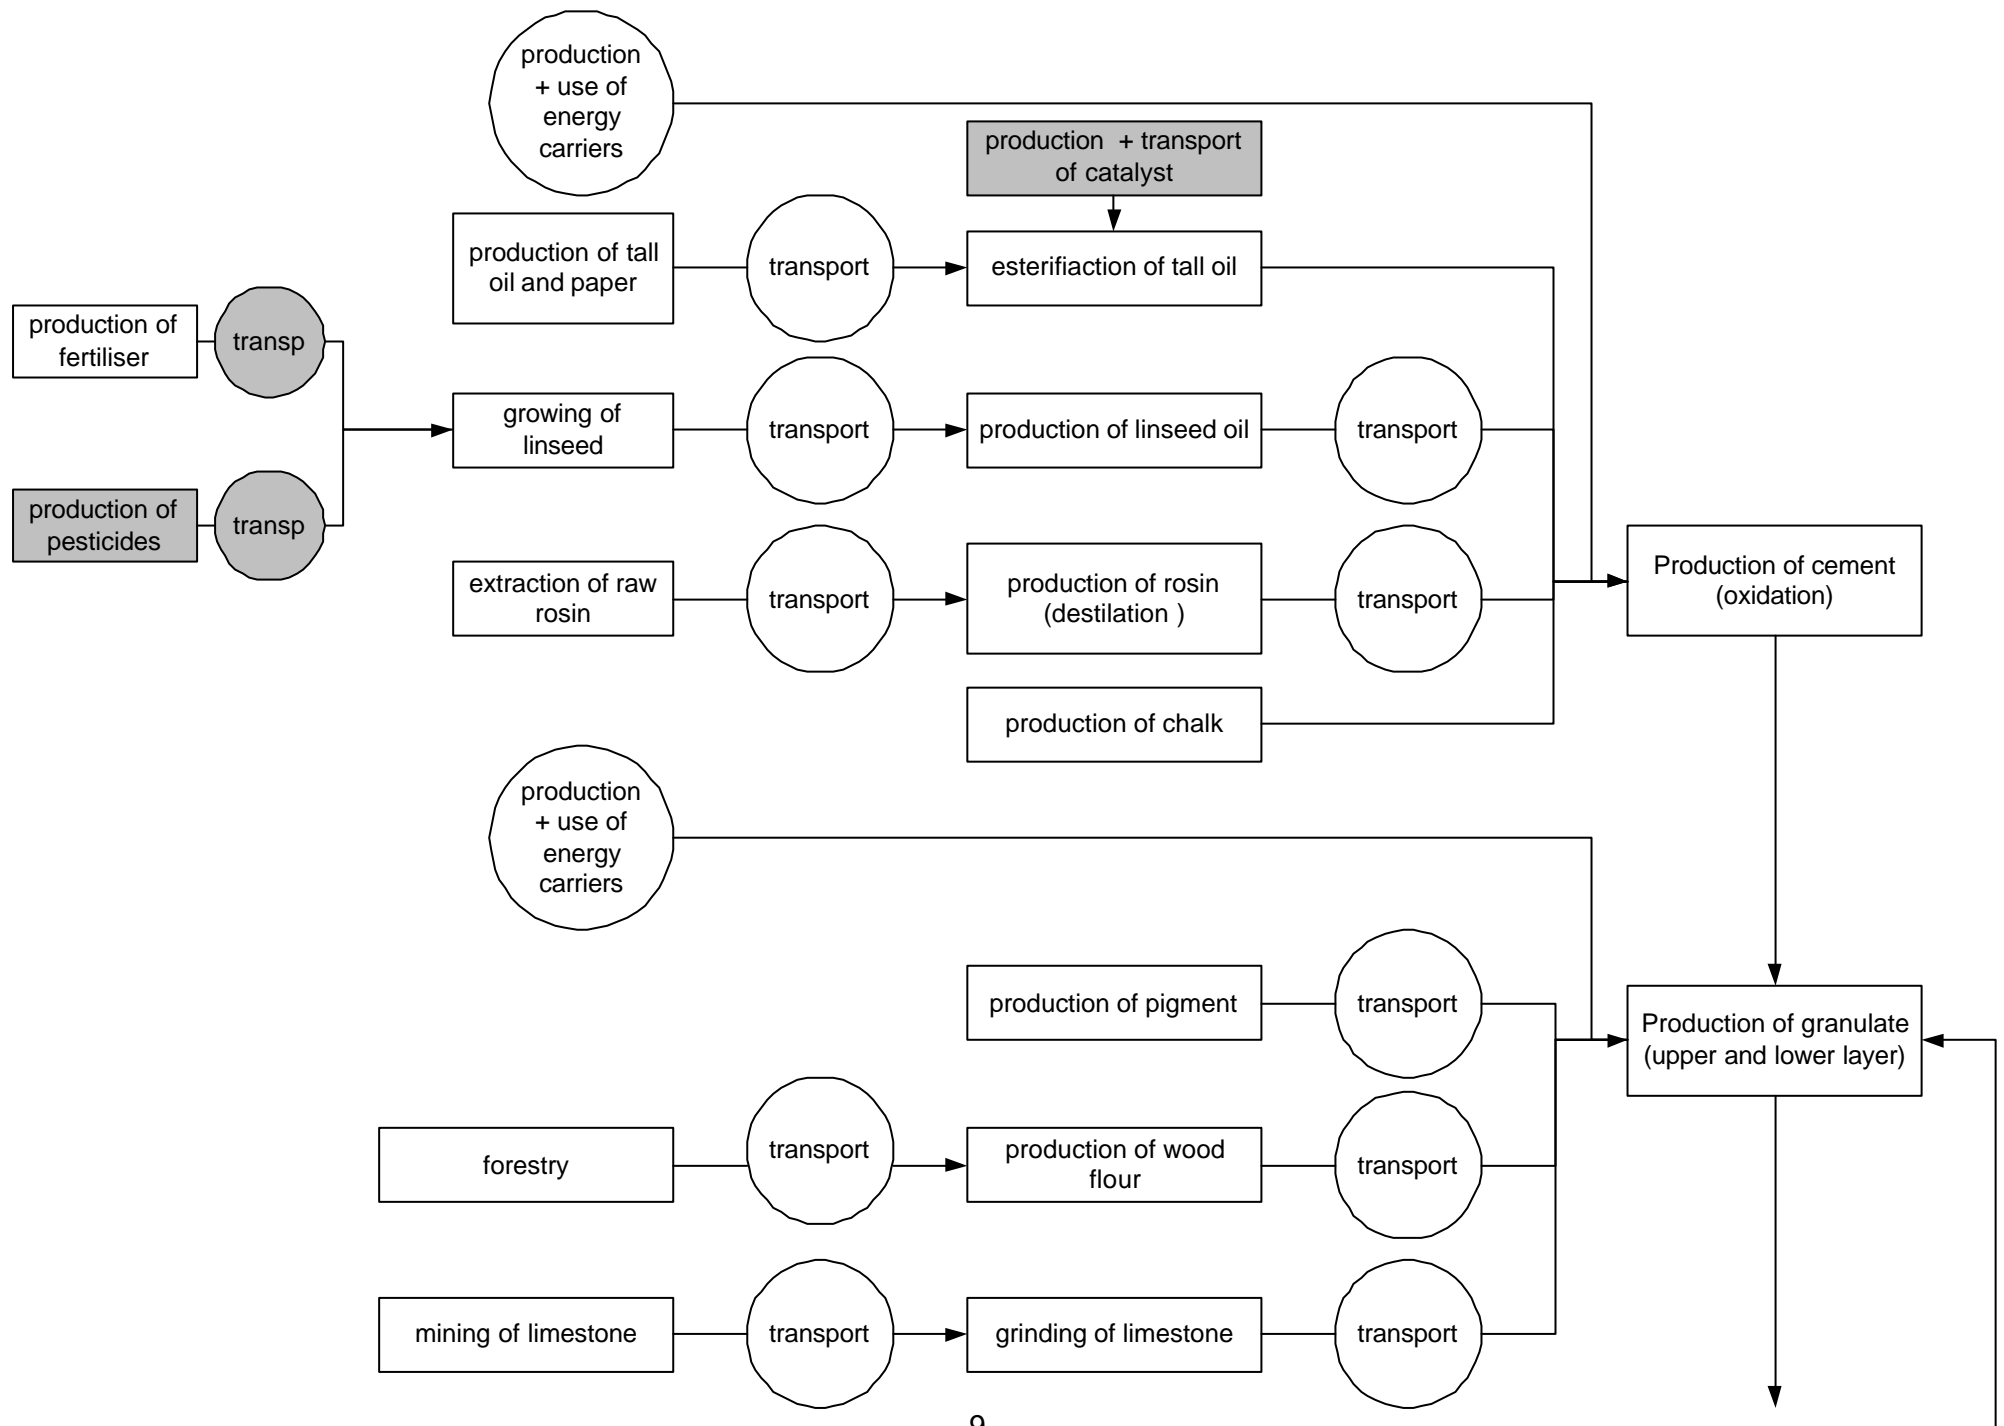 production
+ use of
energy
carriers
production + transport
of catalyst
production of tall
oil and paper
transport
esterifiaction of tall oil
production of
fertiliser
transp
growing of
linseed
transport
production of linseed oil
transport
production of
pesticides
transp
extraction of raw
rosin
transport
production of rosin
(destilation )
transport
Production of cement
(oxidation)
production of chalk
production
+ use of
energy
carriers
production of pigment
transport
Production of granulate
(upper and lower layer)
forestry
transport
production of wood
flour
transport
mining of limestone
transport
grinding of limestone
transport
9